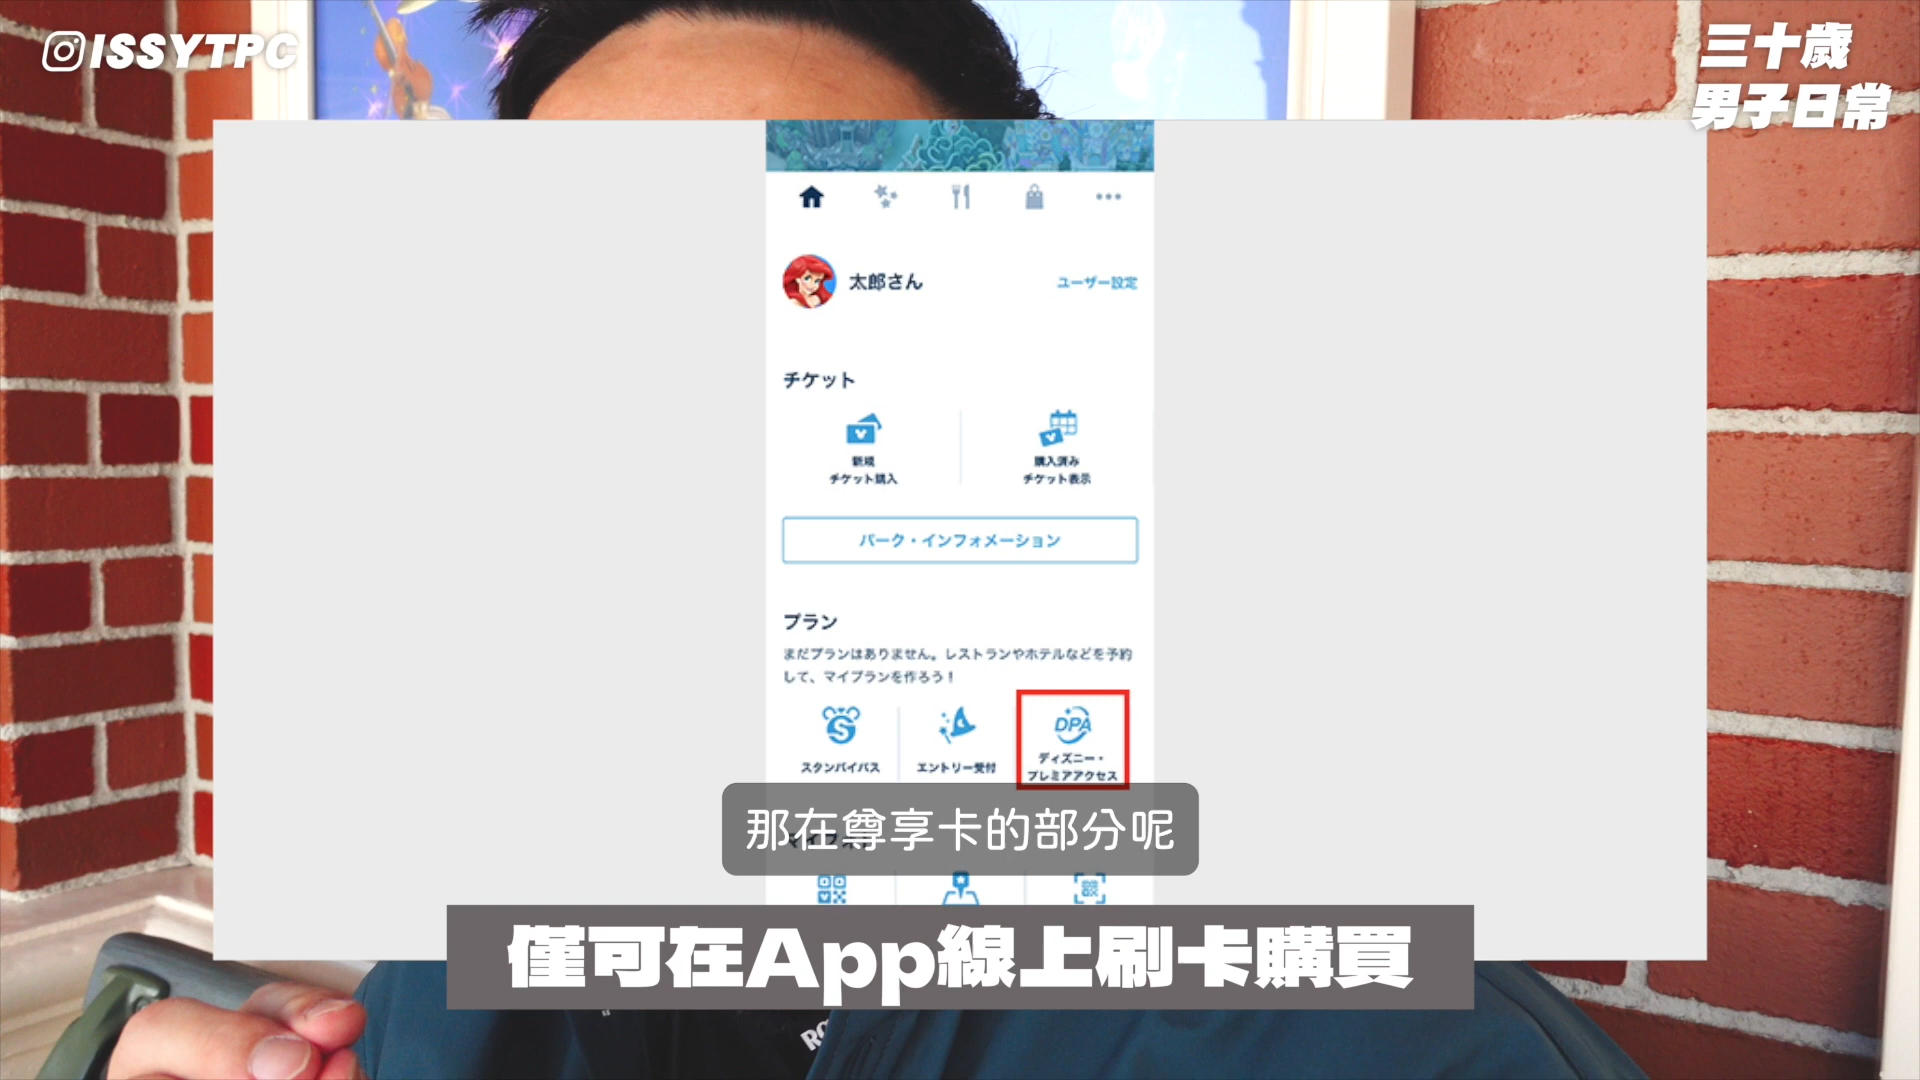 ISSYTPC
三十歲
男子日常
太郎さん
ユーザー設定
チケット
新規
チケット購入
購入済み
チケット表示
パーク・インフォメーション
プラン
まだプランはありません。レストランやホテルなどを予約
して、マイプランを作ろう！
スタンバイパス
エントリー受付
DPA
ディズニー・
プレミアアクセス
那在尊享卡的部分呢
僅可在App線上刷卡購買